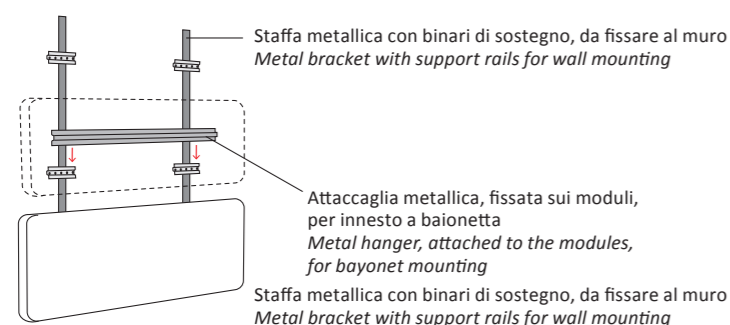 Staffa metallica con binari di sostegno, da fissare al muro
Metal bracket with support rails for wall mounting
Attaccaglia metallica, fissata sui moduli,
per innesto a baionetta
Metal hanger, attached to the modules,
for bayonet mounting
Staffa metallica con binari di sostegno, da fissare al muro
Metal bracket with support rails for wall mounting